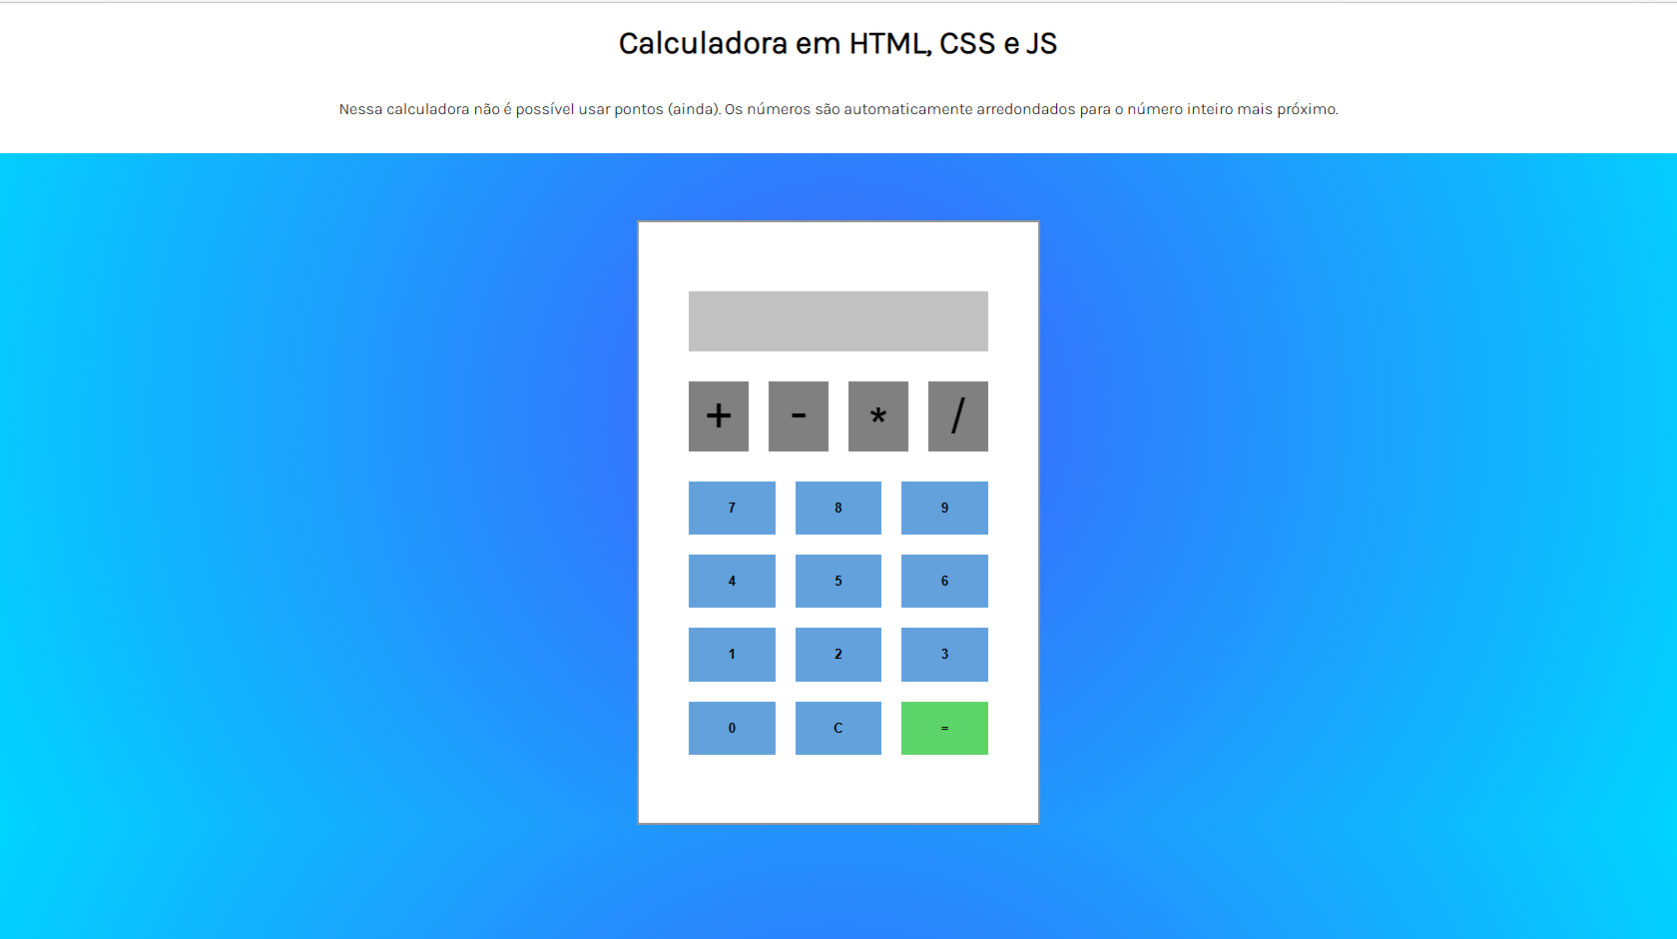 Calculadora em HTML, CSS e JS
Nessa calculadora não é possível usar pontos (ainda). Os números são automaticamente arredondados para o número inteiro mais próximo.
+ - * /
7 8 9
4 5 6
1 2 3
0 C =